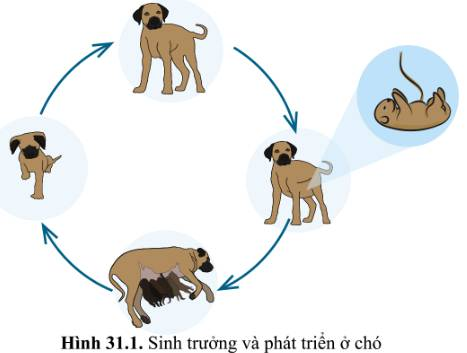 Hình 31.1. Sinh trưởng và phát triển ở chó